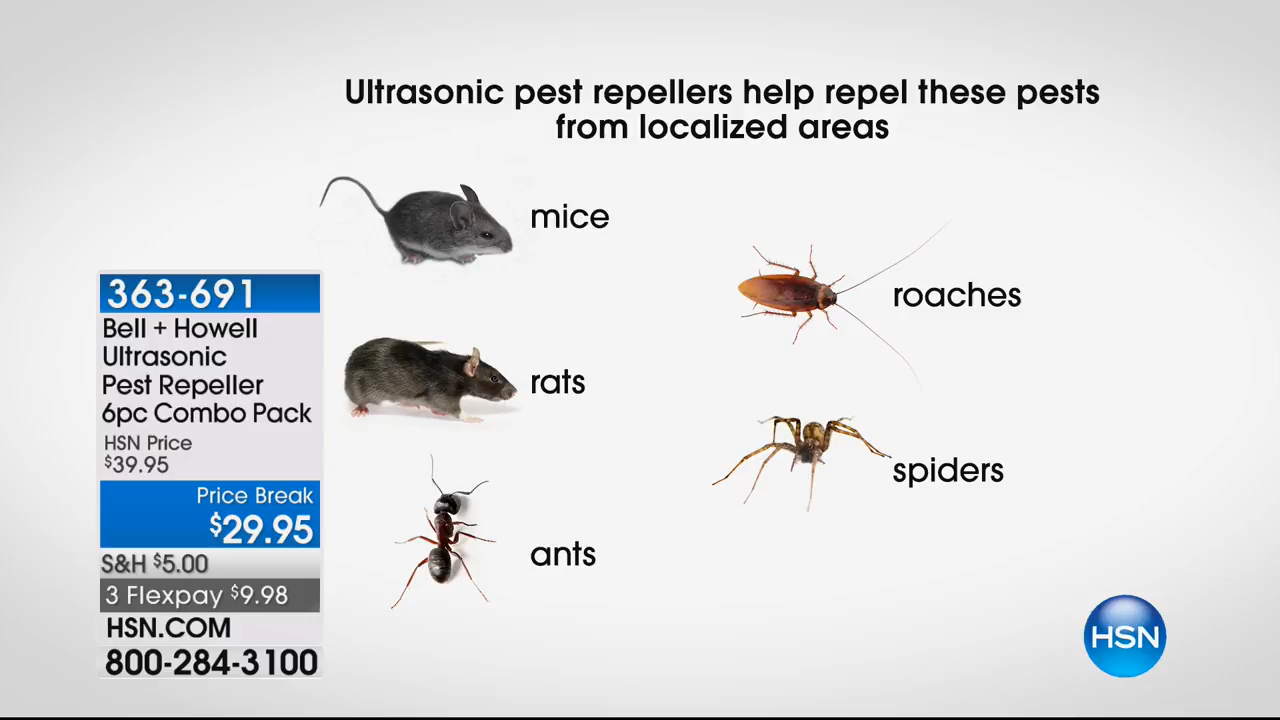 Ultrasonic pest repellers help repel these pests
from localized areas
mice
roaches
rats
spiders
ants
363-691
Bell + Howell
Ultrasonic
Pest Repeller
6pc Combo Pack
HSN Price
$39.95
Price Break
$29.95
S&H $5.00
3 Flexpay $9.98
HSN.COM
800-284-3100
HSN